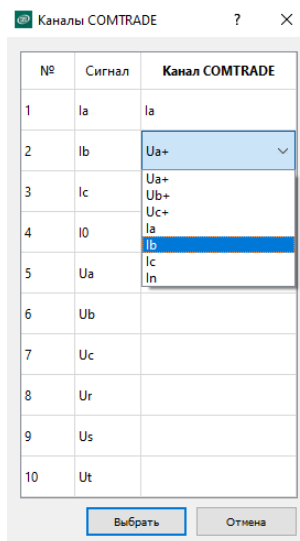 Каналы COMTRADE ? ×
№ Сигнал Канал COMTRADE
1 Ia Ia
2 Ib Ua+
Ua+
Ub+
3 Ic Uc+
Ia
4 I0 Ib
Ic
5 Ua In
6 Ub
7 Uc
8 Ur
9 Us
10 Ut
Выбрать Отмена